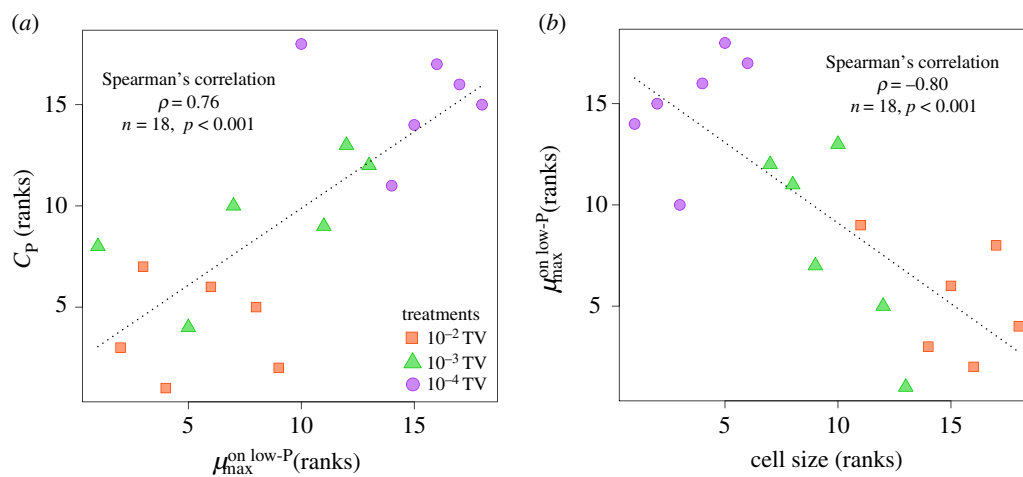 (a)
Spearman's correlation
ρ = 0.76
n = 18, p < 0.001
15
10
5
C_P (ranks)
treatments
10⁻² TV
10⁻³ TV
10⁻⁴ TV
5 10 15
μ_max^on low-P (ranks)
(b)
Spearman's correlation
ρ = –0.80
n = 18, p < 0.001
15
10
5
μ_max^on low-P (ranks)
5 10 15
cell size (ranks)